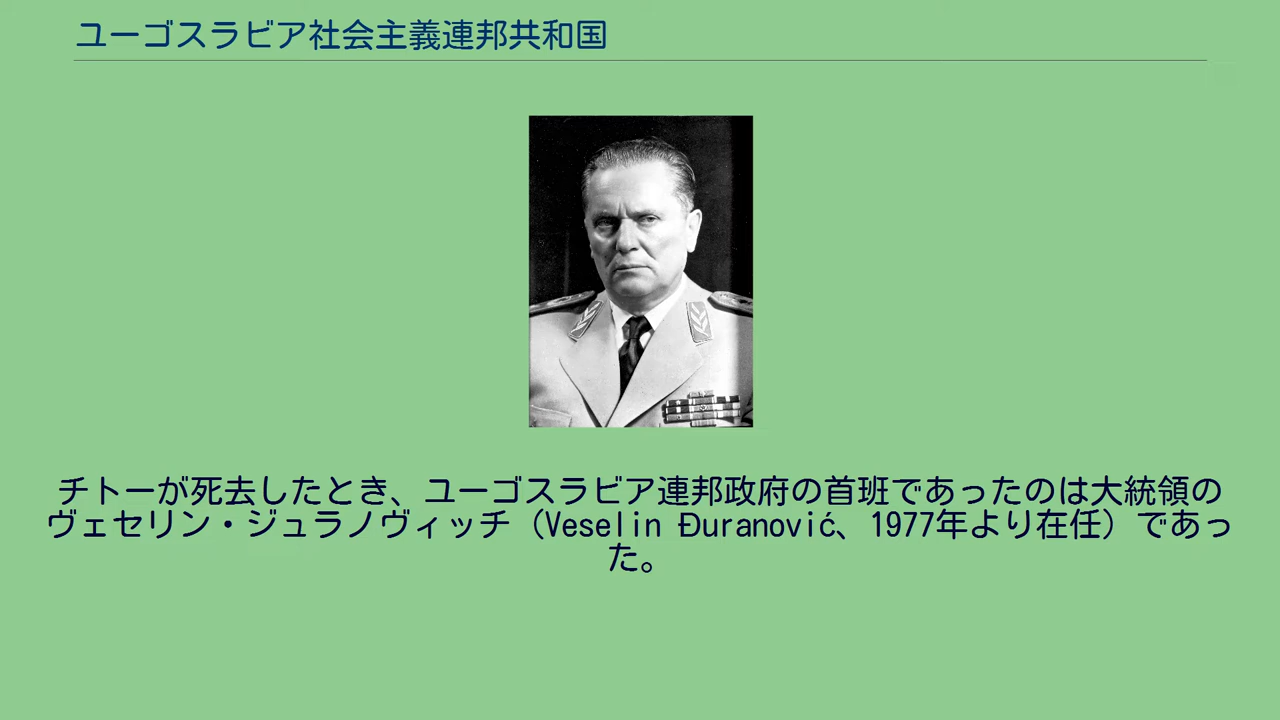 ユーゴスラビア社会主義連邦共和国
チトーが死去したとき、ユーゴスラビア連邦政府の首班であったのは大統領の
ヴェセリン・ジュラノヴィッチ（Veselin Đuranović、1977年より在任）であっ
た。